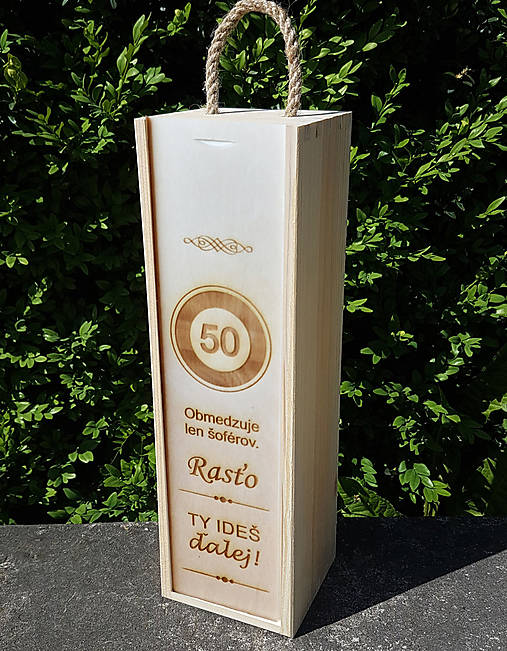 50
Obmedzuje
len šoférov.
Rasťo
TY IDEŠ
ďalej!